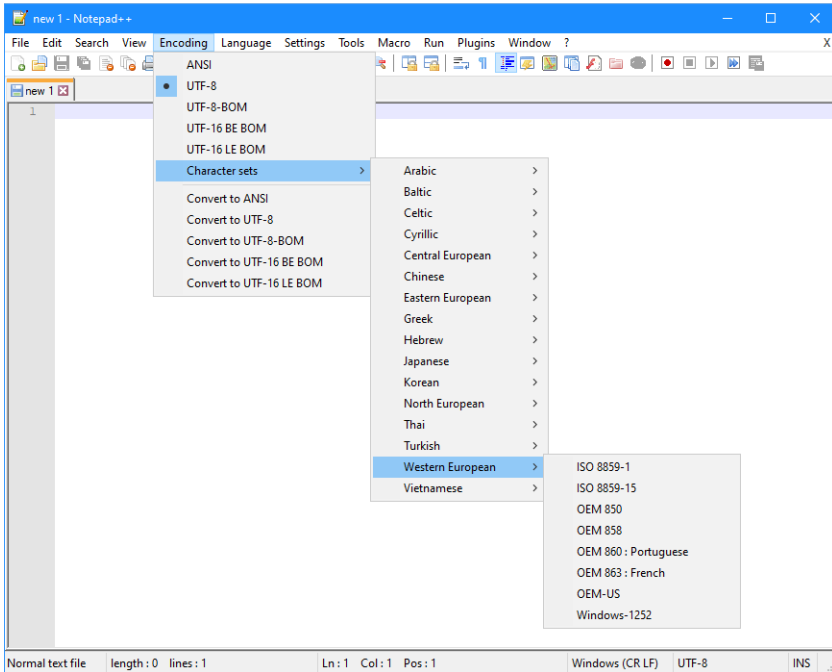 new 1 - Notepad++
File Edit Search View Encoding Language Settings Tools Macro Run Plugins Window ? X
new 1
1
ANSI
UTF-8
UTF-8-BOM
UTF-16 BE BOM
UTF-16 LE BOM
Character sets
Convert to ANSI
Convert to UTF-8
Convert to UTF-8-BOM
Convert to UTF-16 BE BOM
Convert to UTF-16 LE BOM
Arabic
Baltic
Celtic
Cyrillic
Central European
Chinese
Eastern European
Greek
Hebrew
Japanese
Korean
North European
Thai
Turkish
Western European
Vietnamese
ISO 8859-1
ISO 8859-15
OEM 850
OEM 858
OEM 860 : Portuguese
OEM 863 : French
OEM-US
Windows-1252
Normal text file length : 0 lines : 1 Ln : 1 Col : 1 Pos : 1 Windows (CR LF) UTF-8 INS